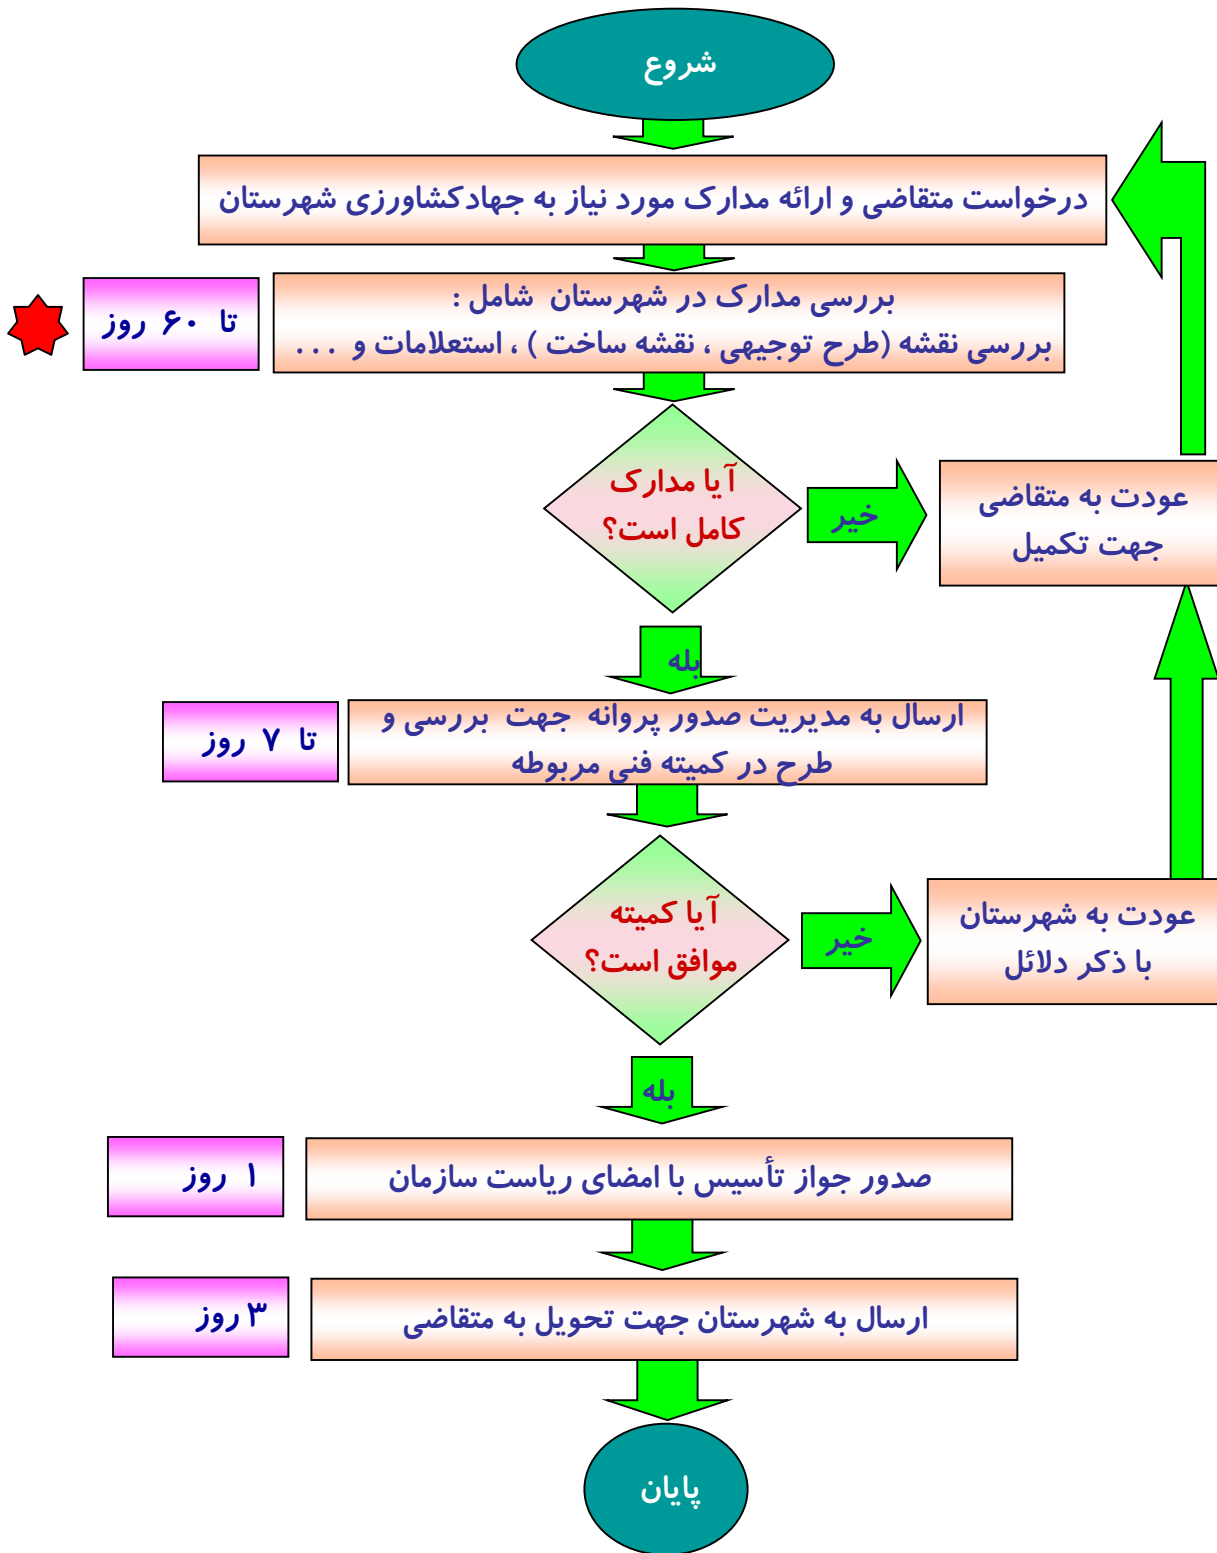 شروع
درخواست متقاضی و ارائه مدارک مورد نیاز به جهادکشاورزی شهرستان
بررسی مدارک در شهرستان شامل :
بررسی نقشه (طرح توجیهی ، نقشه ساخت ) ، استعلامات و . . .
تا ۶۰ روز
آیا مدارک
کامل است؟
خیر
عودت به متقاضی
جهت تکمیل
بله
ارسال به مدیریت صدور پروانه جهت بررسی و
طرح در کمیته فنی مربوطه
تا ۷ روز
آیا کمیته
موافق است؟
خیر
عودت به شهرستان
با ذکر دلائل
بله
صدور جواز تأسیس با امضای ریاست سازمان
۱ روز
ارسال به شهرستان جهت تحویل به متقاضی
۳ روز
پایان